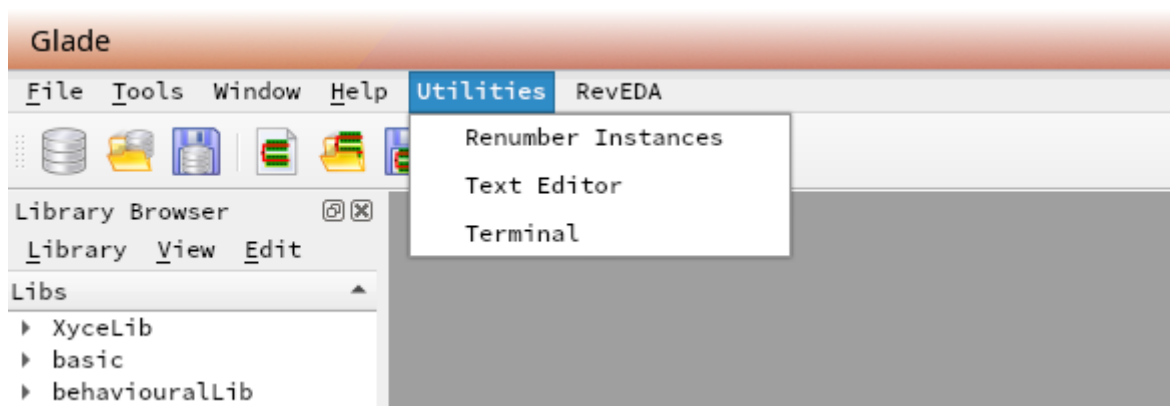 Glade
File Tools Window Help Utilities RevEDA
Renumber Instances
Text Editor
Terminal
Library Browser
Library View Edit
Libs
XyceLib
basic
behaviouralLib